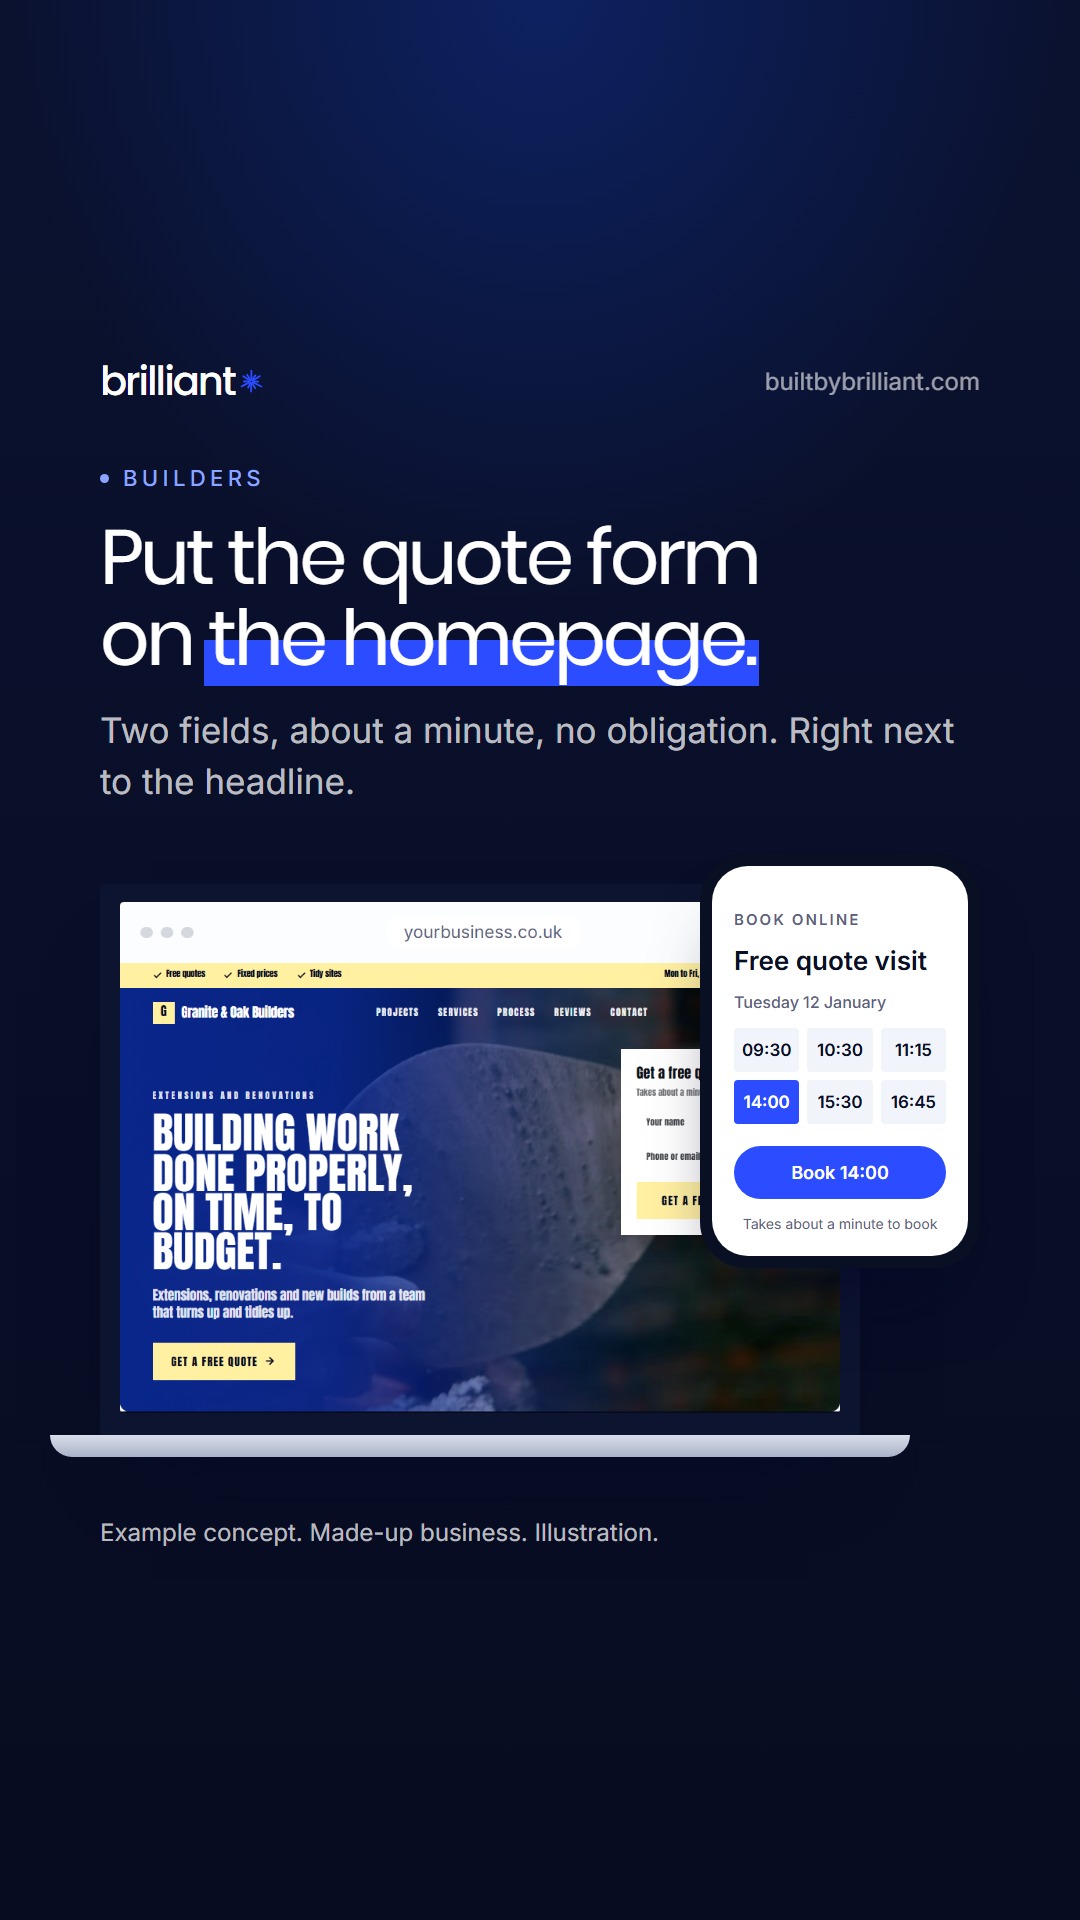 brilliant
builtbybrilliant.com
BUILDERS
Put the quote form
on the homepage.
Two fields, about a minute, no obligation. Right next
to the headline.
yourbusiness.co.uk
Free quotes
Fixed prices
Tidy sites
Mon to Fri,
G
Granite & Oak Builders
PROJECTS
SERVICES
PROCESS
REVIEWS
CONTACT
EXTENSIONS AND RENOVATIONS
BUILDING WORK
DONE PROPERLY,
ON TIME, TO
BUDGET.
Extensions, renovations and new builds from a team
that turns up and tidies up.
GET A FREE QUOTE
Get a free
Takes about a
Your name
Phone or email
GET A
BOOK ONLINE
Free quote visit
Tuesday 12 January
09:30 10:30 11:15
14:00 15:30 16:45
Book 14:00
Takes about a minute to book
Example concept. Made-up business. Illustration.